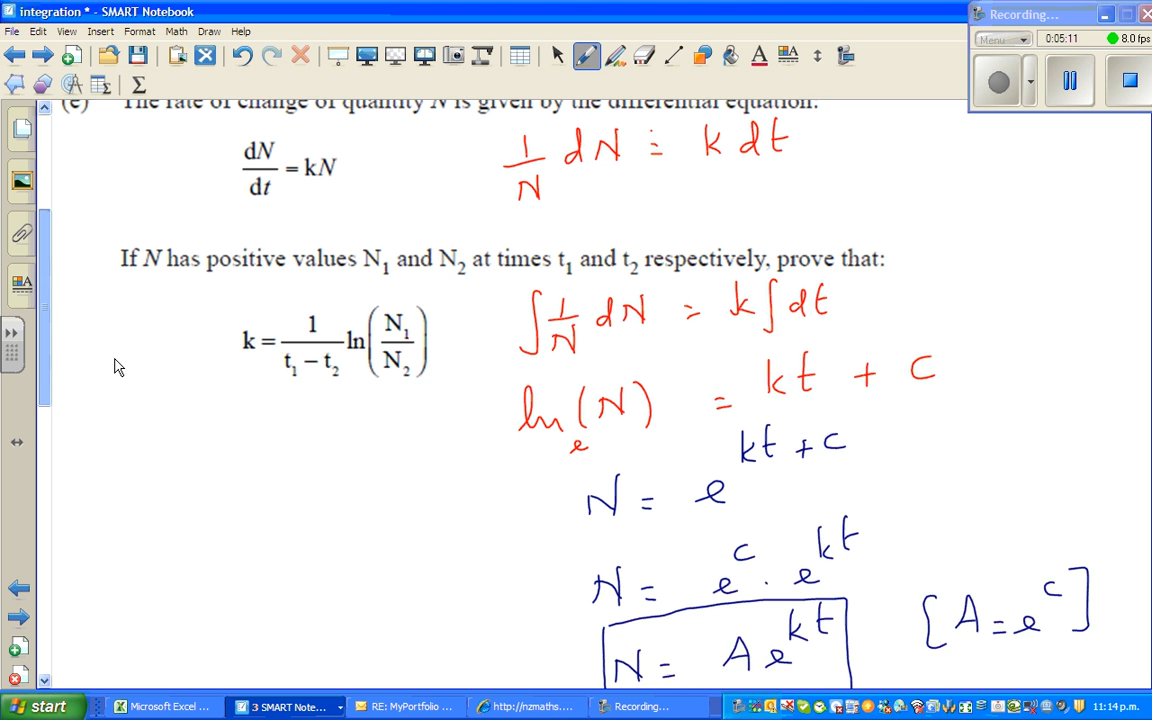 integration * - SMART Notebook
File Edit View Insert Format Math Draw Help
Recording...
Menu 0:05:11 8.0 fps
(e) The rate of change of quantity N is given by the differential equation:
dN/dt = kN
1/N dN = k dt
If N has positive values N₁ and N₂ at times t₁ and t₂ respectively, prove that:
k = 1/(t₁ − t₂) ln(N₁/N₂)
∫ 1/N dN = k ∫ dt
lnₑ(N) = kt + C
N = e^(kt + C)
N = e^C . e^(kt)
N = A e^(kt) [A = e^C]
start Microsoft Excel ... 3 SMART Note... RE: MyPortfolio ... http://nzmaths.... Recording... 11:14 p.m.